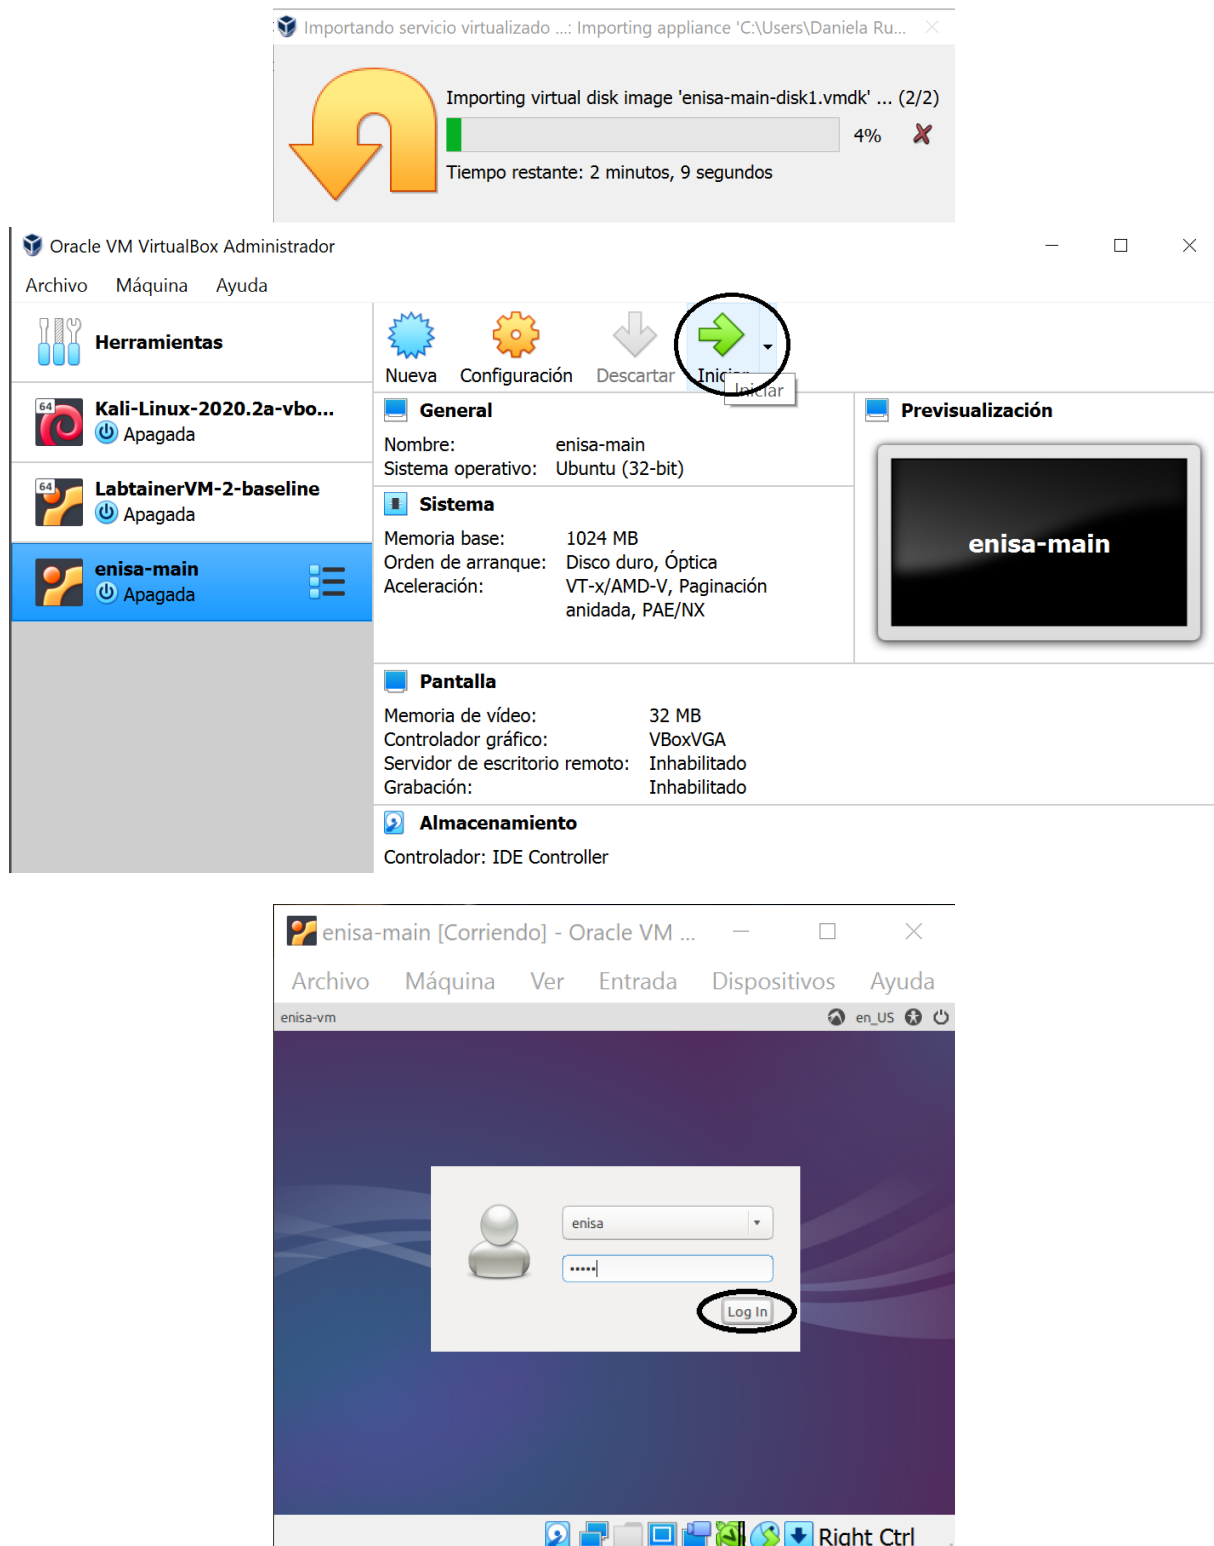 Importando servicio virtualizado ...: Importing appliance 'C:\Users\Daniela Ru...
Importing virtual disk image 'enisa-main-disk1.vmdk' ... (2/2)
4%
Tiempo restante: 2 minutos, 9 segundos
Oracle VM VirtualBox Administrador
Archivo Máquina Ayuda
Herramientas
Nueva Configuración Descartar Iniciar
Iniciar
64 Kali-Linux-2020.2a-vbo...
Apagada
64 LabtainerVM-2-baseline
Apagada
enisa-main
Apagada
General
Nombre: enisa-main
Sistema operativo: Ubuntu (32-bit)
Sistema
Memoria base: 1024 MB
Orden de arranque: Disco duro, Óptica
Aceleración: VT-x/AMD-V, Paginación
anidada, PAE/NX
Previsualización
enisa-main
Pantalla
Memoria de vídeo: 32 MB
Controlador gráfico: VBoxVGA
Servidor de escritorio remoto: Inhabilitado
Grabación: Inhabilitado
Almacenamiento
Controlador: IDE Controller
enisa-main [Corriendo] - Oracle VM ...
Archivo Máquina Ver Entrada Dispositivos Ayuda
enisa-vm en_US
enisa
•••••
Log In
Right Ctrl